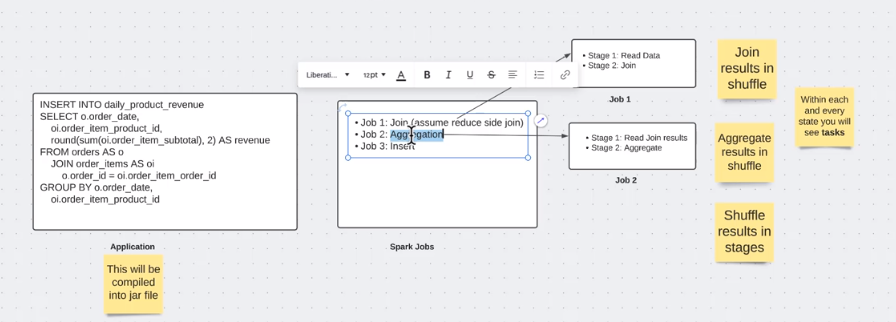 INSERT INTO daily_product_revenue
SELECT o.order_date,
oi.order_item_product_id,
round(sum(oi.order_item_subtotal), 2) AS revenue
FROM orders AS o
JOIN order_items AS oi
o.order_id = oi.order_item_order_id
GROUP BY o.order_date,
oi.order_item_product_id
Application
This will be
compiled
into jar file
Liberati...
12pt
A
B
I
U
S
• Job 1: Join (assume reduce side join)
• Job 2: Aggregation
• Job 3: Insert
Spark Jobs
• Stage 1: Read Data
• Stage 2: Join
Job 1
• Stage 1: Read Join results
• Stage 2: Aggregate
Job 2
Join
results in
shuffle
Aggregate
results in
shuffle
Shuffle
results in
stages
Within each
and every
state you will
see tasks